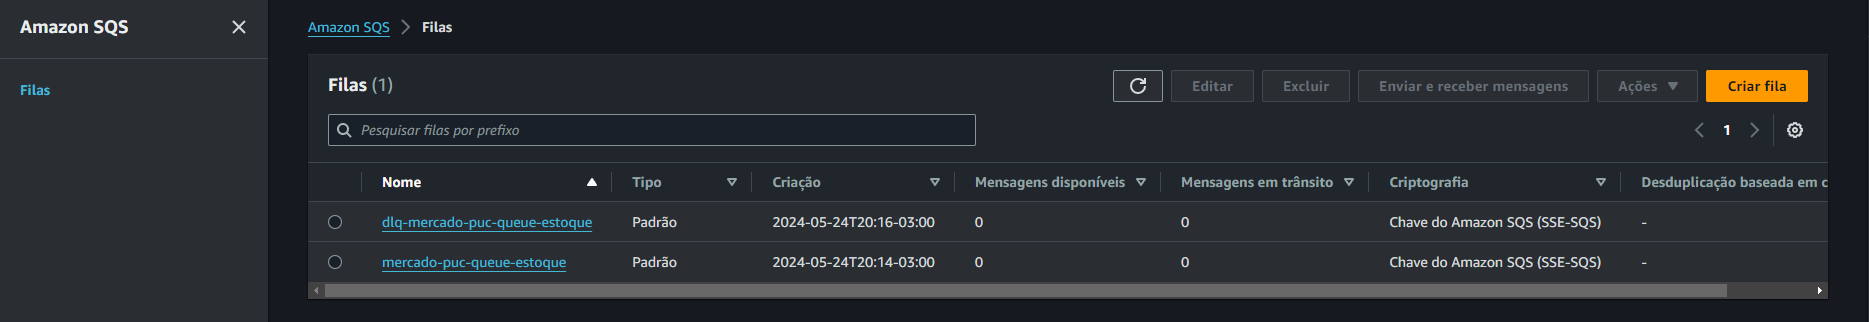 Amazon SQS
Filas
Amazon SQS > Filas
Filas (1)
Editar
Excluir
Enviar e receber mensagens
Ações
Criar fila
Pesquisar filas por prefixo
1
Nome Tipo Criação Mensagens disponíveis Mensagens em trânsito Criptografia Desduplicação baseada em c
dlq-mercado-puc-queue-estoque Padrão 2024-05-24T20:16-03:00 0 0 Chave do Amazon SQS (SSE-SQS) -
mercado-puc-queue-estoque Padrão 2024-05-24T20:14-03:00 0 0 Chave do Amazon SQS (SSE-SQS) -